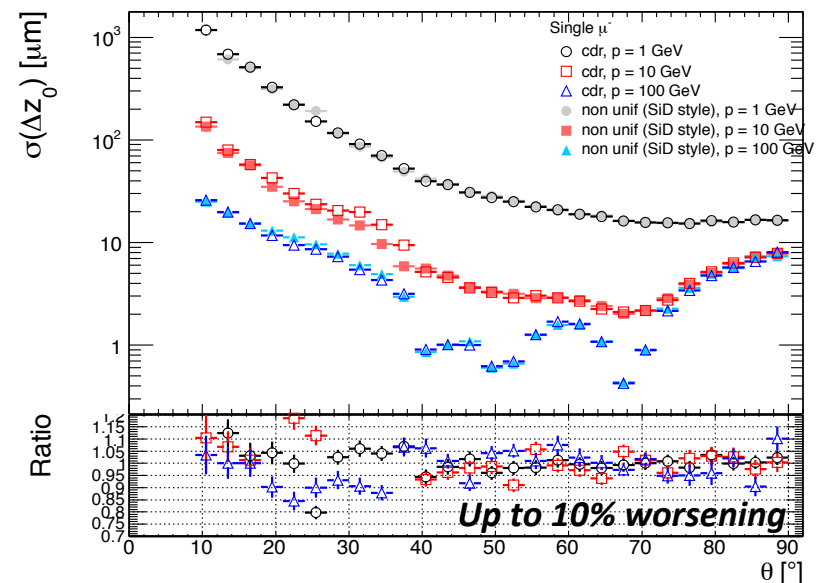 Single μ⁻
cdr, p = 1 GeV
cdr, p = 10 GeV
cdr, p = 100 GeV
non unif (SiD style), p = 1 GeV
non unif (SiD style), p = 10 GeV
non unif (SiD style), p = 100 GeV
σ(Δz₀) [μm]
10³
10²
10
1
Ratio
1.2
1.15
1.1
1.05
1
0.95
0.9
0.85
0.8
0.75
0.7
Up to 10% worsening
0 10 20 30 40 50 60 70 80 90
θ [°]